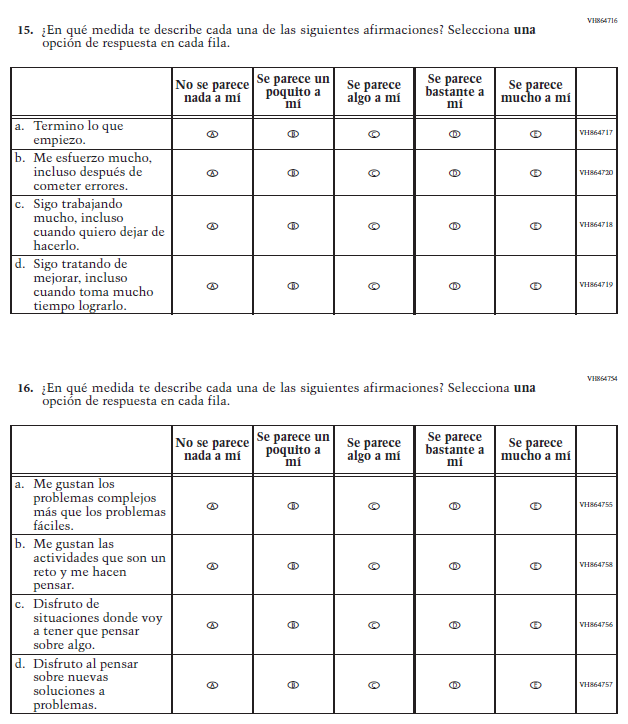 VH864716
15. ¿En qué medida te describe cada una de las siguientes afirmaciones? Selecciona una
opción de respuesta en cada fila.
No se parece
nada a mí
Se parece un
poquito a
mí
Se parece
algo a mí
Se parece
bastante a
mí
Se parece
mucho a mí
a. Termino lo que
empiezo.
A B C D E VH864717
b. Me esfuerzo mucho,
incluso después de
cometer errores.
A B C D E VH864720
c. Sigo trabajando
mucho, incluso
cuando quiero dejar de
hacerlo.
A B C D E VH864718
d. Sigo tratando de
mejorar, incluso
cuando toma mucho
tiempo lograrlo.
A B C D E VH864719
VH864754
16. ¿En qué medida te describe cada una de las siguientes afirmaciones? Selecciona una
opción de respuesta en cada fila.
No se parece
nada a mí
Se parece un
poquito a
mí
Se parece
algo a mí
Se parece
bastante a
mí
Se parece
mucho a mí
a. Me gustan los
problemas complejos
más que los problemas
fáciles.
A B C D E VH864755
b. Me gustan las
actividades que son un
reto y me hacen
pensar.
A B C D E VH864758
c. Disfruto de
situaciones donde voy
a tener que pensar
sobre algo.
A B C D E VH864756
d. Disfruto al pensar
sobre nuevas
soluciones a
problemas.
A B C D E VH864757